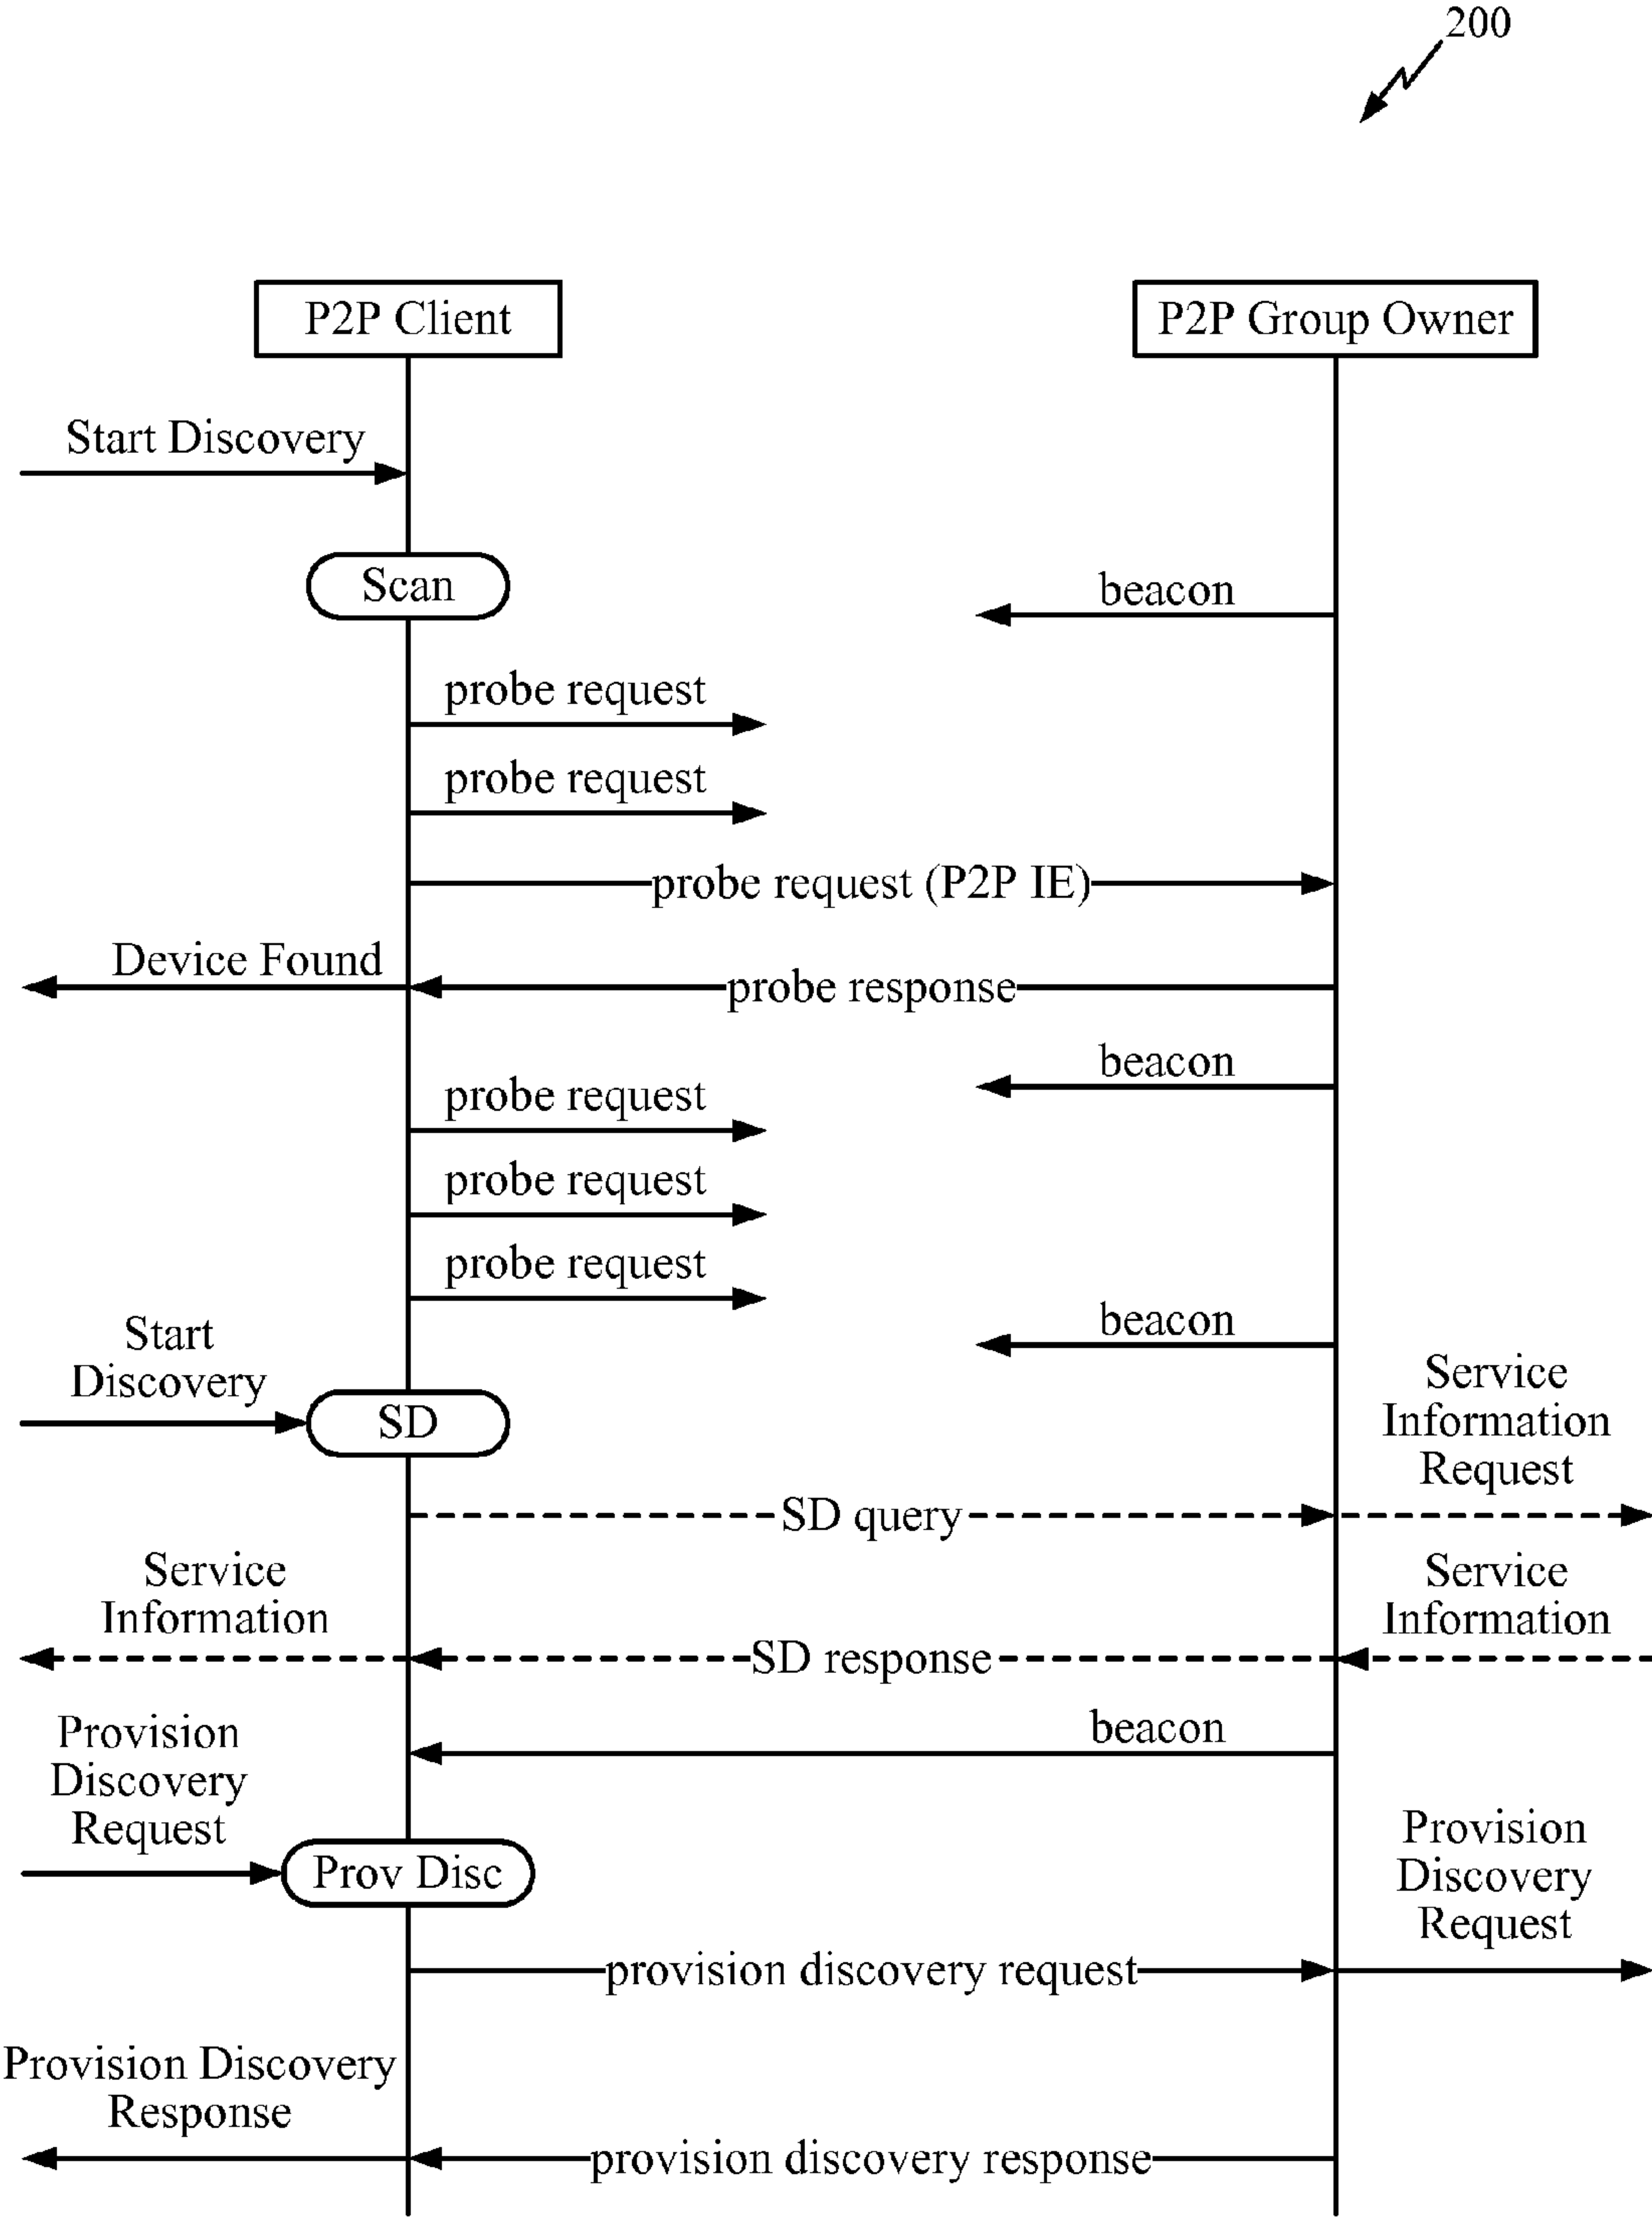 200
P2P Client
P2P Group Owner
Start Discovery
Scan
beacon
probe request
probe request
probe request (P2P IE)
Device Found
probe response
beacon
probe request
probe request
probe request
beacon
Start
Discovery
SD
Service
Information
Request
SD query
Service
Information
Service
Information
SD response
beacon
Provision
Discovery
Request
Prov Disc
Provision
Discovery
Request
provision discovery request
Provision Discovery
Response
provision discovery response